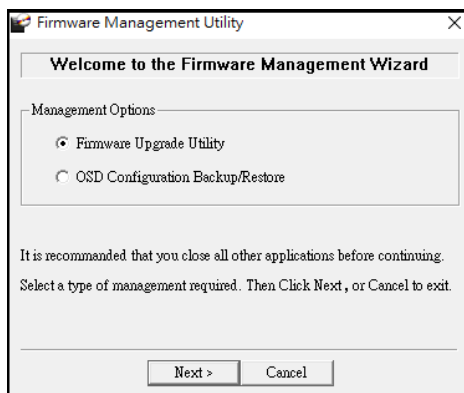 Firmware Management Utility
Welcome to the Firmware Management Wizard
Management Options
Firmware Upgrade Utility
OSD Configuration Backup/Restore
It is recommanded that you close all other applications before continuing.
Select a type of management required. Then Click Next , or Cancel to exit.
Next >
Cancel